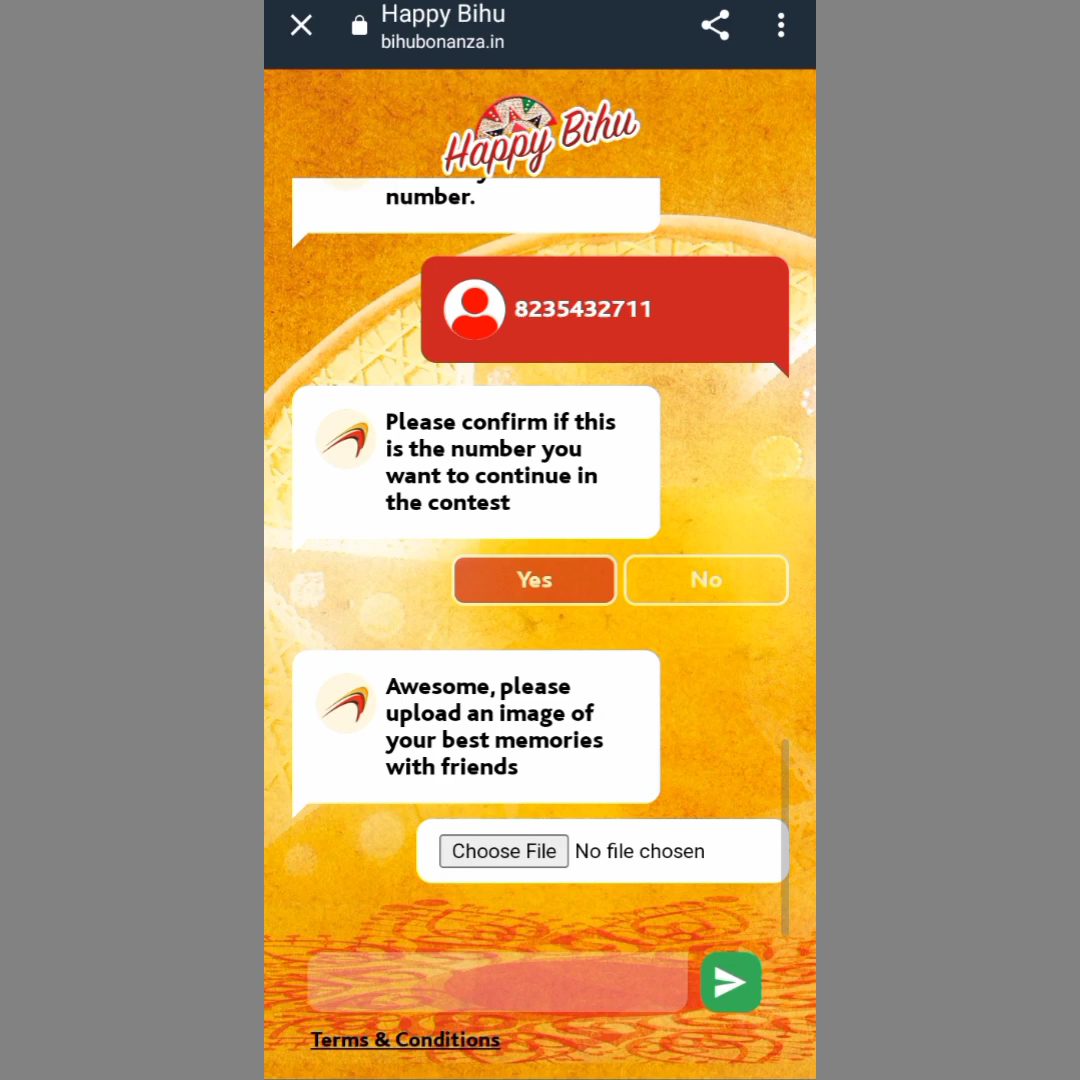 Happy Bihu
bihubonanza.in
Happy Bihu
number.
8235432711
Please confirm if this
is the number you
want to continue in
the contest
Yes
No
Awesome, please
upload an image of
your best memories
with friends
Choose File No file chosen
Terms & Conditions